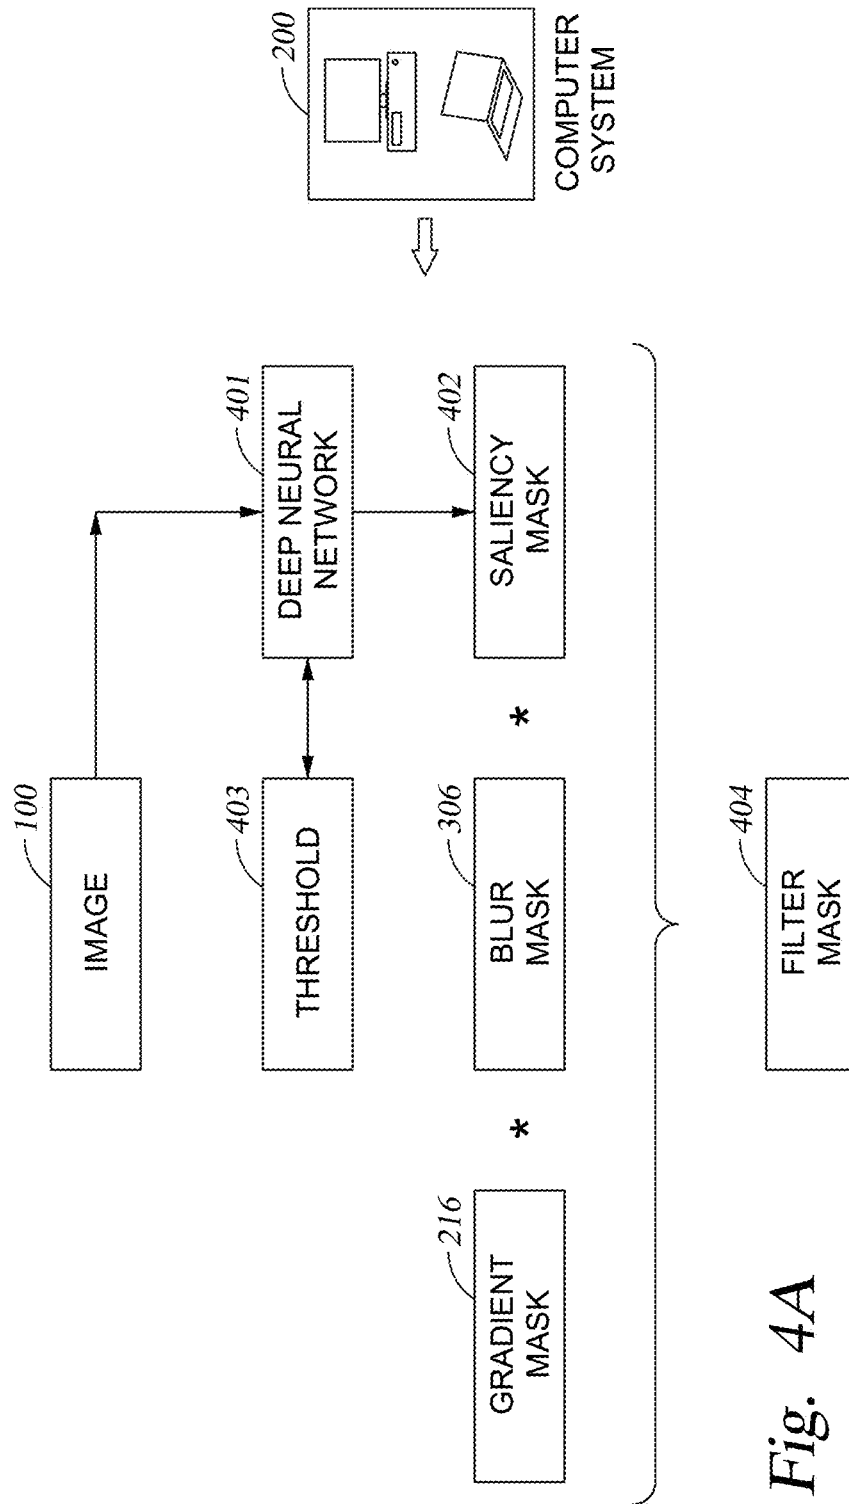 100
IMAGE
403
THRESHOLD
401
DEEP NEURAL
NETWORK
200
COMPUTER
SYSTEM
216
GRADIENT
MASK
*
306
BLUR
MASK
*
402
SALIENCY
MASK
404
FILTER
MASK
Fig. 4A